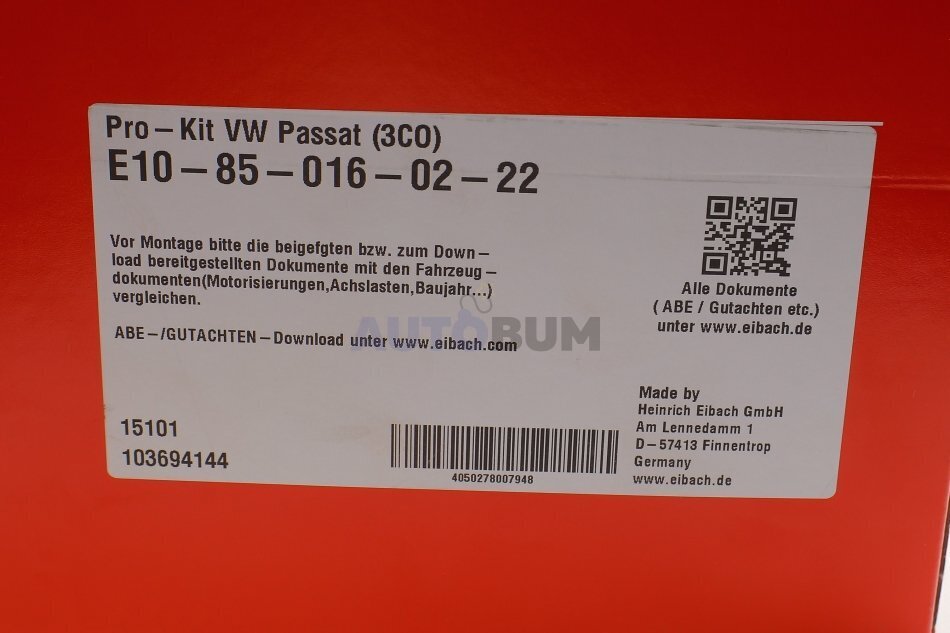 Pro – Kit VW Passat (3CO)
E10 – 85 – 016 – 02 – 22
Vor Montage bitte die beigefgten bzw. zum Down –
load bereitgestellten Dokumente mit den Fahrzeug –
dokumenten(Motorisierungen,Achslasten,Baujahr...)
vergleichen.
ABE –/GUTACHTEN – Download unter www.eibach.com
Alle Dokumente
( ABE / Gutachten etc.)
unter www.eibach.de
AUTOBUM
15101
103694144
4050278007948
Made by
Heinrich Eibach GmbH
Am Lennedamm 1
D – 57413 Finnentrop
Germany
www.eibach.de